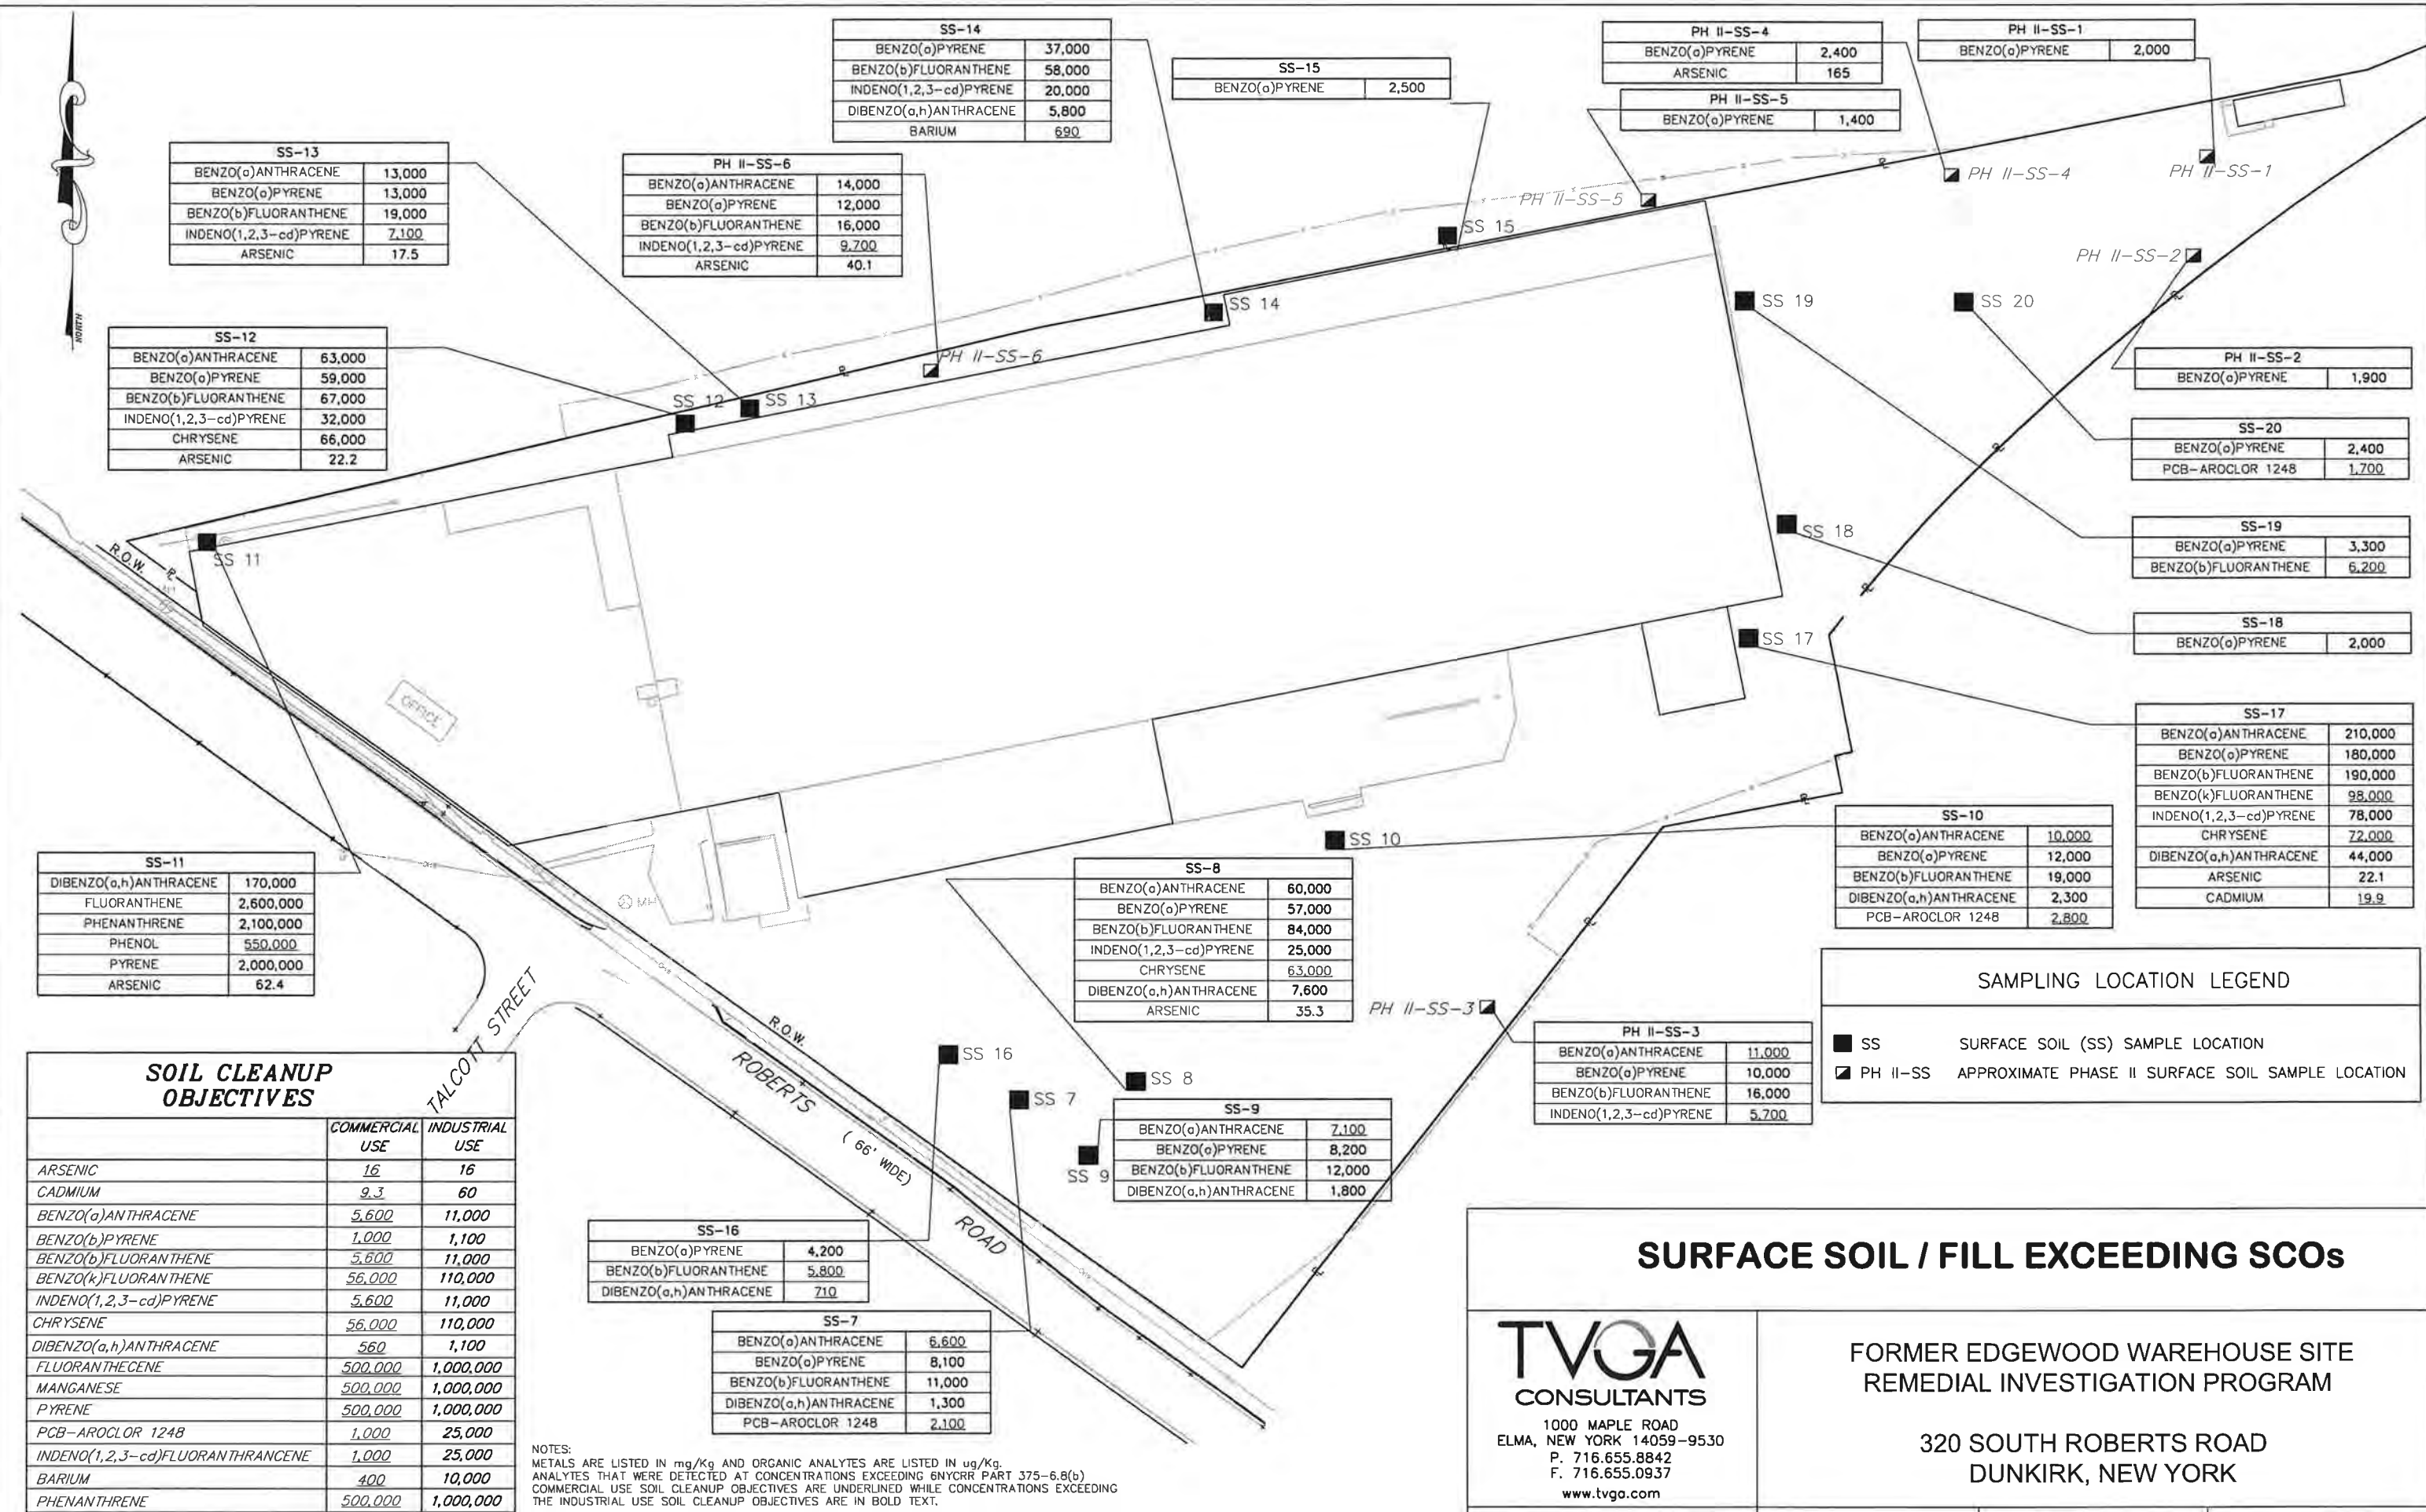 SS-14
BENZO(a)PYRENE 37,000
BENZO(b)FLUORANTHENE 58,000
INDENO(1,2,3-cd)PYRENE 20,000
DIBENZO(a,h)ANTHRACENE 5,800
BARIUM 690
SS-15
BENZO(a)PYRENE 2,500
PH II-SS-4
BENZO(a)PYRENE 2,400
ARSENIC 165
PH II-SS-1
BENZO(a)PYRENE 2,000
PH II-SS-5
BENZO(a)PYRENE 1,400
SS-13
BENZO(a)ANTHRACENE 13,000
BENZO(a)PYRENE 13,000
BENZO(b)FLUORANTHENE 19,000
INDENO(1,2,3-cd)PYRENE 7,100
ARSENIC 17.5
PH II-SS-6
BENZO(a)ANTHRACENE 14,000
BENZO(a)PYRENE 12,000
BENZO(b)FLUORANTHENE 16,000
INDENO(1,2,3-cd)PYRENE 9,700
ARSENIC 40.1
NORTH
PH II-SS-4
PH II-SS-1
PH II-SS-5
SS 15
PH II-SS-2
SS 14
SS 19
SS 20
PH II-SS-6
SS 12
SS 13
SS-12
BENZO(a)ANTHRACENE 63,000
BENZO(a)PYRENE 59,000
BENZO(b)FLUORANTHENE 67,000
INDENO(1,2,3-cd)PYRENE 32,000
CHRYSENE 66,000
ARSENIC 22.2
PH II-SS-2
BENZO(a)PYRENE 1,900
SS-20
BENZO(a)PYRENE 2,400
PCB-AROCLOR 1248 1,700
SS-19
BENZO(a)PYRENE 3,300
BENZO(b)FLUORANTHENE 6,200
SS-18
BENZO(a)PYRENE 2,000
SS 18
SS 17
SS 11
R.O.W.
OFFICE
SS-17
BENZO(a)ANTHRACENE 210,000
BENZO(a)PYRENE 180,000
BENZO(b)FLUORANTHENE 190,000
BENZO(k)FLUORANTHENE 98,000
INDENO(1,2,3-cd)PYRENE 78,000
CHRYSENE 72,000
DIBENZO(a,h)ANTHRACENE 44,000
ARSENIC 22.1
CADMIUM 19.9
SS 10
SS-10
BENZO(a)ANTHRACENE 10,000
BENZO(a)PYRENE 12,000
BENZO(b)FLUORANTHENE 19,000
DIBENZO(a,h)ANTHRACENE 2,300
PCB-AROCLOR 1248 2,800
SS-11
DIBENZO(a,h)ANTHRACENE 170,000
FLUORANTHENE 2,600,000
PHENANTHRENE 2,100,000
PHENOL 550,000
PYRENE 2,000,000
ARSENIC 62.4
MH
SS-8
BENZO(a)ANTHRACENE 60,000
BENZO(a)PYRENE 57,000
BENZO(b)FLUORANTHENE 84,000
INDENO(1,2,3-cd)PYRENE 25,000
CHRYSENE 63,000
DIBENZO(a,h)ANTHRACENE 7,600
ARSENIC 35.3
PH II-SS-3
PH II-SS-3
BENZO(a)ANTHRACENE 11,000
BENZO(a)PYRENE 10,000
BENZO(b)FLUORANTHENE 16,000
INDENO(1,2,3-cd)PYRENE 5,700
SAMPLING LOCATION LEGEND
SS SURFACE SOIL (SS) SAMPLE LOCATION
PH II-SS APPROXIMATE PHASE II SURFACE SOIL SAMPLE LOCATION
TALCOTT STREET
R.O.W.
ROBERTS
( 66' WIDE)
ROAD
SS 16
SS 7
SS 8
SS 9
SS-9
BENZO(a)ANTHRACENE 7,100
BENZO(a)PYRENE 8,200
BENZO(b)FLUORANTHENE 12,000
DIBENZO(a,h)ANTHRACENE 1,800
SS-16
BENZO(a)PYRENE 4,200
BENZO(b)FLUORANTHENE 5,800
DIBENZO(a,h)ANTHRACENE 710
SS-7
BENZO(a)ANTHRACENE 6,600
BENZO(a)PYRENE 8,100
BENZO(b)FLUORANTHENE 11,000
DIBENZO(a,h)ANTHRACENE 1,300
PCB-AROCLOR 1248 2,100
SOIL CLEANUP
OBJECTIVES
COMMERCIAL USE INDUSTRIAL USE
ARSENIC 16 16
CADMIUM 9.3 60
BENZO(a)ANTHRACENE 5,600 11,000
BENZO(b)PYRENE 1,000 1,100
BENZO(b)FLUORANTHENE 5,600 11,000
BENZO(k)FLUORANTHENE 56,000 110,000
INDENO(1,2,3-cd)PYRENE 5,600 11,000
CHRYSENE 56,000 110,000
DIBENZO(a,h)ANTHRACENE 560 1,100
FLUORANTHECENE 500,000 1,000,000
MANGANESE 500,000 1,000,000
PYRENE 500,000 1,000,000
PCB-AROCLOR 1248 1,000 25,000
INDENO(1,2,3-cd)FLUORANTHRANCENE 1,000 25,000
BARIUM 400 10,000
PHENANTHRENE 500,000 1,000,000
NOTES:
METALS ARE LISTED IN mg/Kg AND ORGANIC ANALYTES ARE LISTED IN ug/Kg.
ANALYTES THAT WERE DETECTED AT CONCENTRATIONS EXCEEDING 6NYCRR PART 375-6.8(b)
COMMERCIAL USE SOIL CLEANUP OBJECTIVES ARE UNDERLINED WHILE CONCENTRATIONS EXCEEDING
THE INDUSTRIAL USE SOIL CLEANUP OBJECTIVES ARE IN BOLD TEXT.
SURFACE SOIL / FILL EXCEEDING SCOs
TVGA
CONSULTANTS
1000 MAPLE ROAD
ELMA, NEW YORK 14059-9530
P. 716.655.8842
F. 716.655.0937
www.tvga.com
FORMER EDGEWOOD WAREHOUSE SITE
REMEDIAL INVESTIGATION PROGRAM
320 SOUTH ROBERTS ROAD
DUNKIRK, NEW YORK